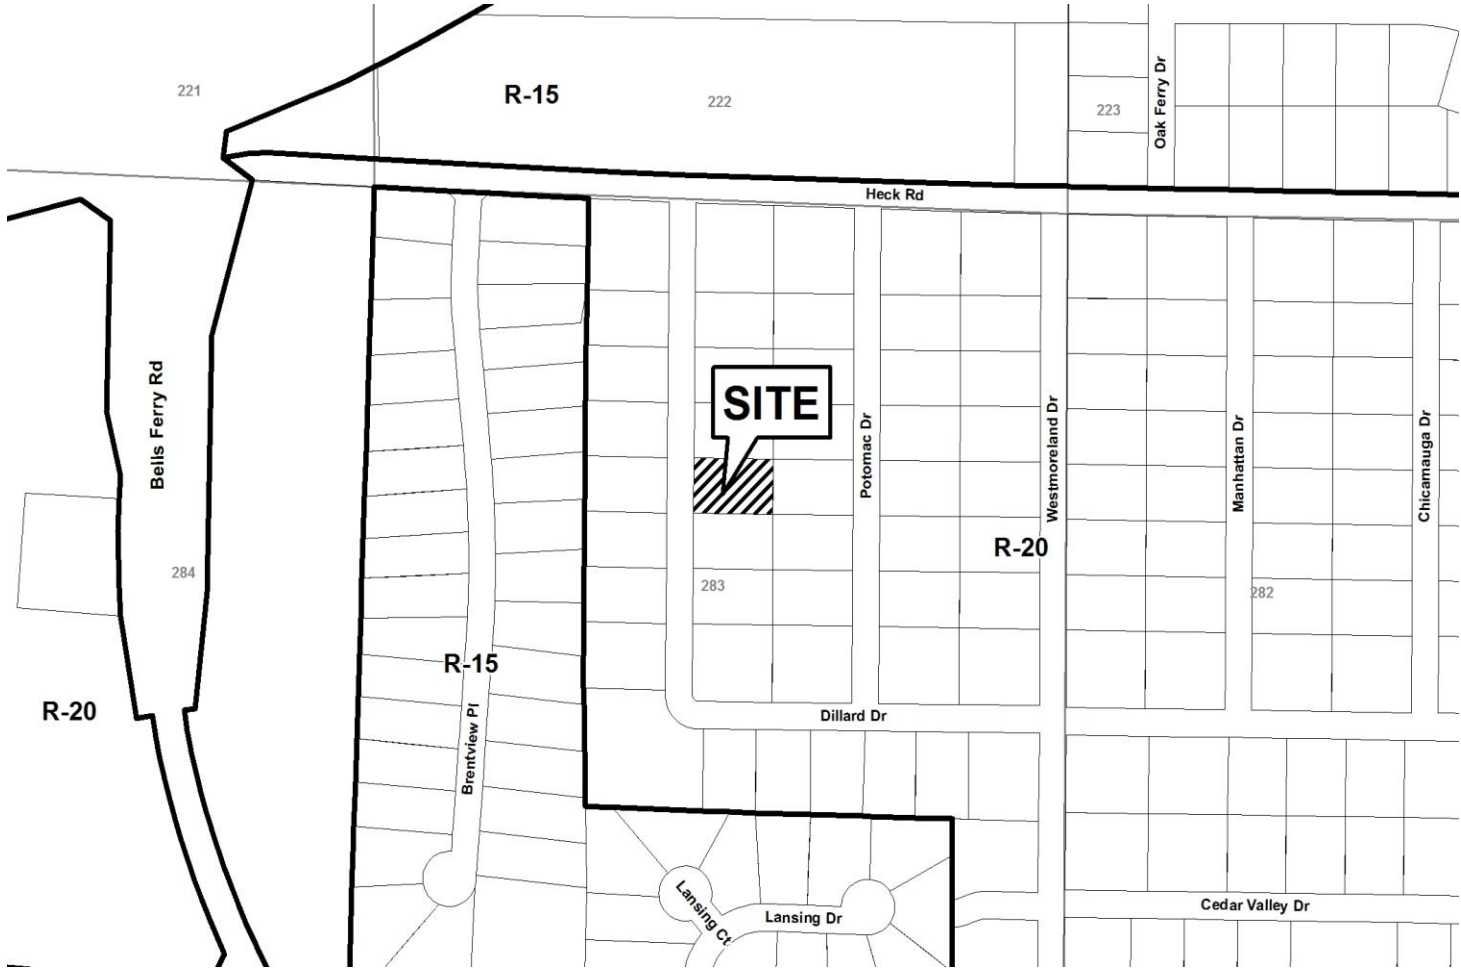 221
R-15
222
223
Oak Ferry Dr
Heck Rd
Bells Ferry Rd
SITE
Potomac Dr
Westmoreland Dr
Manhattan Dr
Chicamauga Dr
R-20
284
283
282
R-15
R-20
Brentview Pl
Dillard Dr
Lansing Ct
Lansing Dr
Cedar Valley Dr